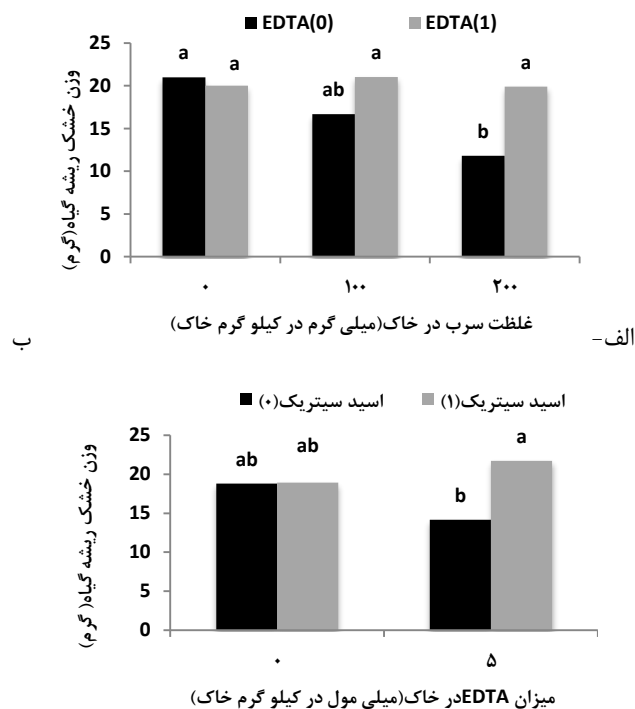 EDTA(0) EDTA(1)
وزن خشک ریشه گیاه(گرم)
25
20
15
10
5
0
a a ab a b a
۰ ۱۰۰ ۲۰۰
غلظت سرب در خاک(میلی گرم در کیلو گرم خاک)
الف-
ب
اسید سیتریک(۰) اسید سیتریک(۱)
وزن خشک ریشه گیاه( گرم)
25
20
15
10
5
0
ab ab b a
۰ ۵
میزان EDTAدر خاک(میلی مول در کیلو گرم خاک)